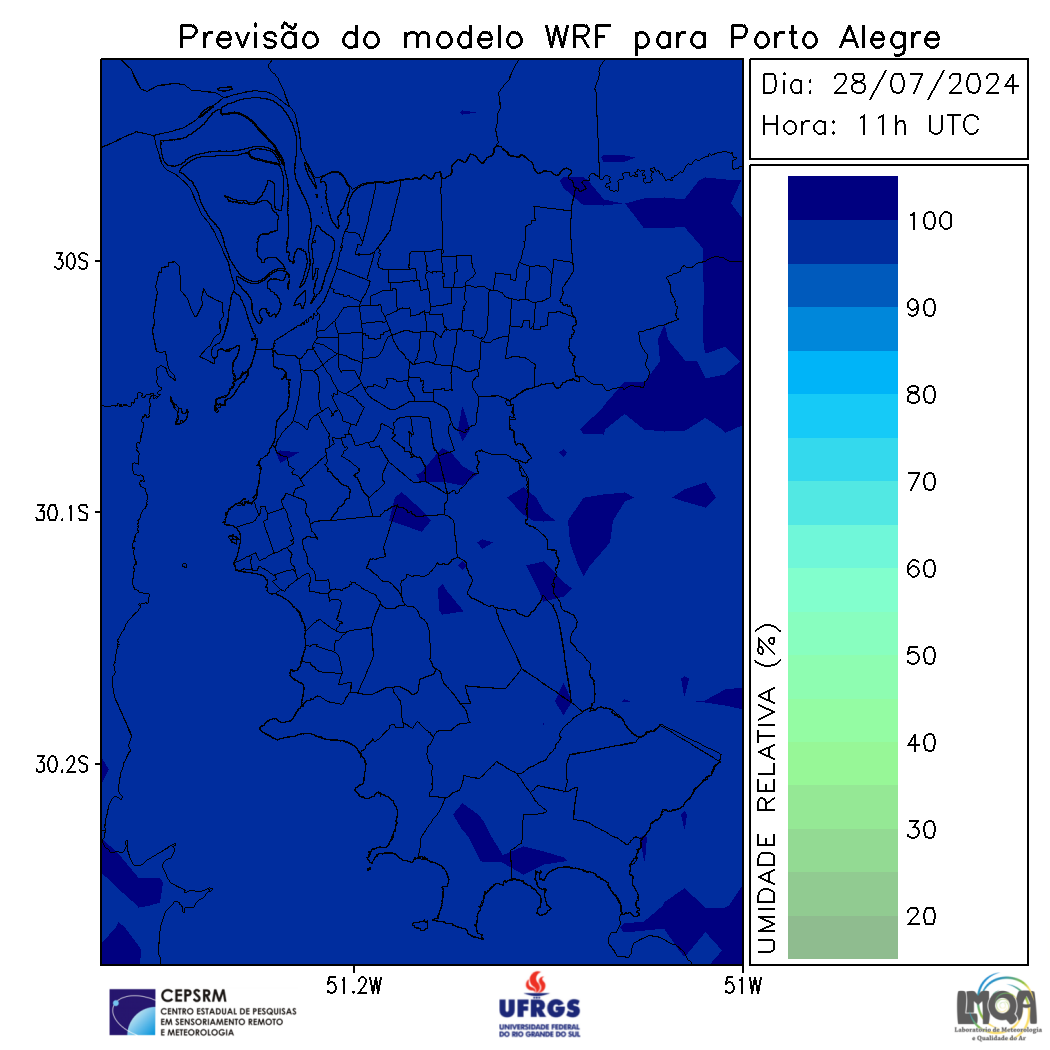 Previsão do modelo WRF para Porto Alegre
Dia: 28/07/2024
Hora: 11h UTC
30S
30.1S
30.2S
51.2W
51W
UMIDADE RELATIVA (%)
100
90
80
70
60
50
40
30
20
CEPSRM
CENTRO ESTADUAL DE PESQUISAS
EM SENSORIAMENTO REMOTO
E METEOROLOGIA
UFRGS
UNIVERSIDADE FEDERAL
DO RIO GRANDE DO SUL
LMQA
Laboratório de Meteorologia
e Qualidade do Ar